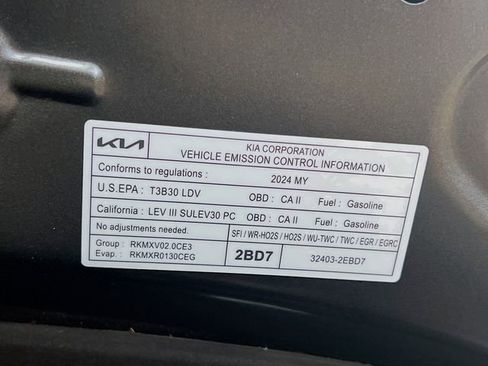 KIA
KIA CORPORATION
VEHICLE EMISSION CONTROL INFORMATION
Conforms to regulations : 2024 MY
U.S.EPA : T3B30 LDV OBD : CA II Fuel : Gasoline
California : LEV III SULEV30 PC OBD : CA II Fuel : Gasoline
No adjustments needed. SFI / WR-HO2S / HO2S / WU-TWC / TWC / EGR / EGRC
Group : RKMXV02.0CE3
Evap. : RKMXR0130CEG
2BD7 32403-2EBD7